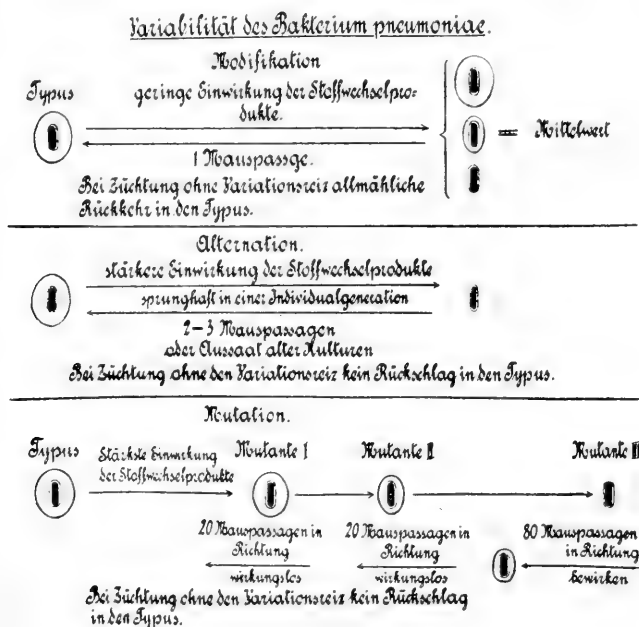 Variabilität des Bakterium pneumoniae.
Modifikation
Typus
geringe Einwirkung der Stoffwechselpro=
dukte.
= Mittelwert
1 Mauspassge.
Bei Züchtung ohne Variationsreiz allmähliche
Rückkehr in den Typus.
Alternation.
stärkere Einwirkung der Stoffwechselprodukte
sprunghaft in einer Individualgeneration
2-3 Mauspassagen
oder Aussaat alter Kulturen
Bei Züchtung ohne den Variationsreiz kein Rückschlag in den Typus.
Mutation.
Typus
Stärkste Einwirkung
der Stoffwechselprodukte
Mutante I
Mutante II
Mutante III
20 Mauspassagen in
Richtung
wirkungslos
20 Mauspassagen in
Richtung
wirkungslos
80 Mauspassagen
in Richtung
bewirken
Bei Züchtung ohne den Variationsreiz kein Rückschlag
in den Typus.